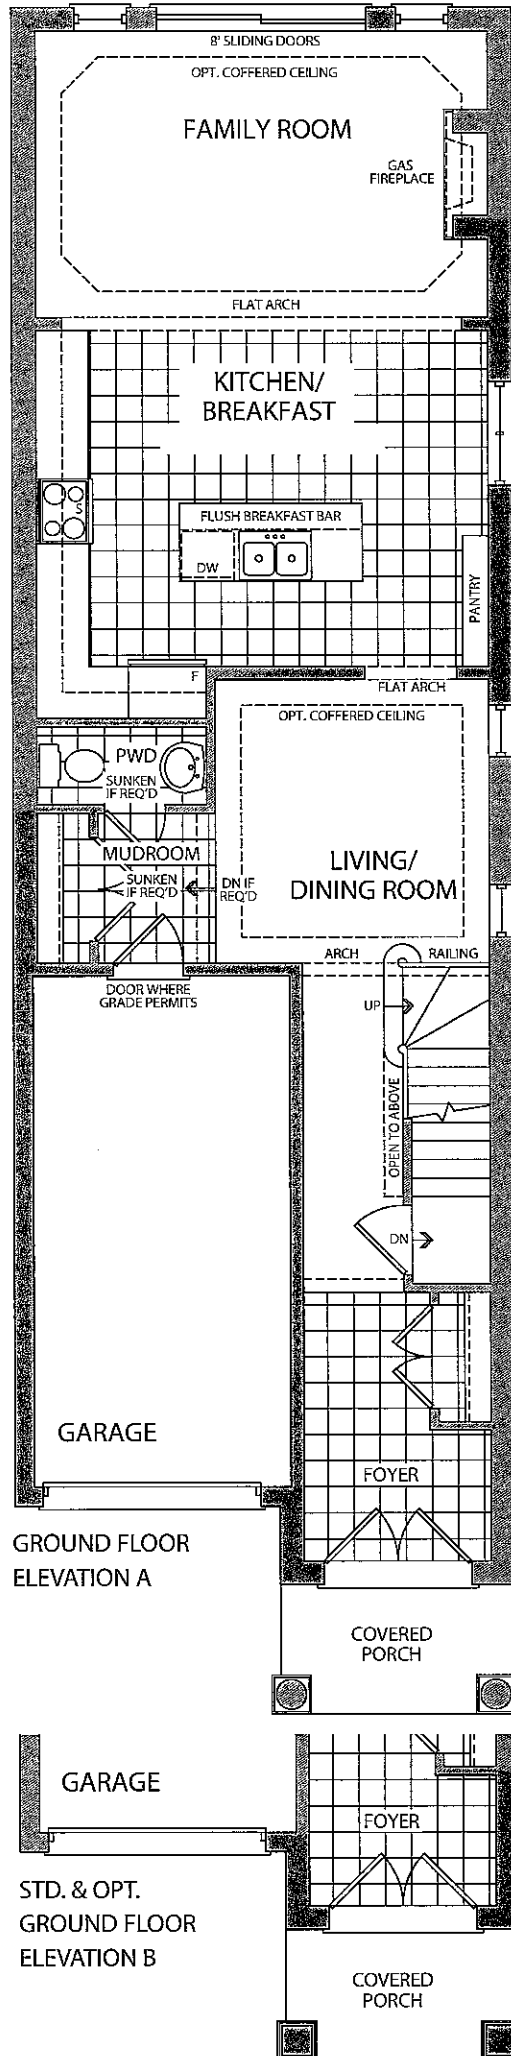 8' SLIDING DOORS
OPT. COFFERED CEILING
FAMILY ROOM
GAS
FIREPLACE
FLAT ARCH
KITCHEN/
BREAKFAST
S
FLUSH BREAKFAST BAR
DW
PANTRY
F
FLAT ARCH
OPT. COFFERED CEILING
PWD
SUNKEN
IF REQ'D
MUDROOM
SUNKEN
IF REQ'D
DN IF
REQ'D
LIVING/
DINING ROOM
ARCH
RAILING
DOOR WHERE
GRADE PERMITS
UP
OPEN TO ABOVE
DN
GARAGE
FOYER
GROUND FLOOR
ELEVATION A
COVERED
PORCH
GARAGE
FOYER
STD. & OPT.
GROUND FLOOR
ELEVATION B
COVERED
PORCH